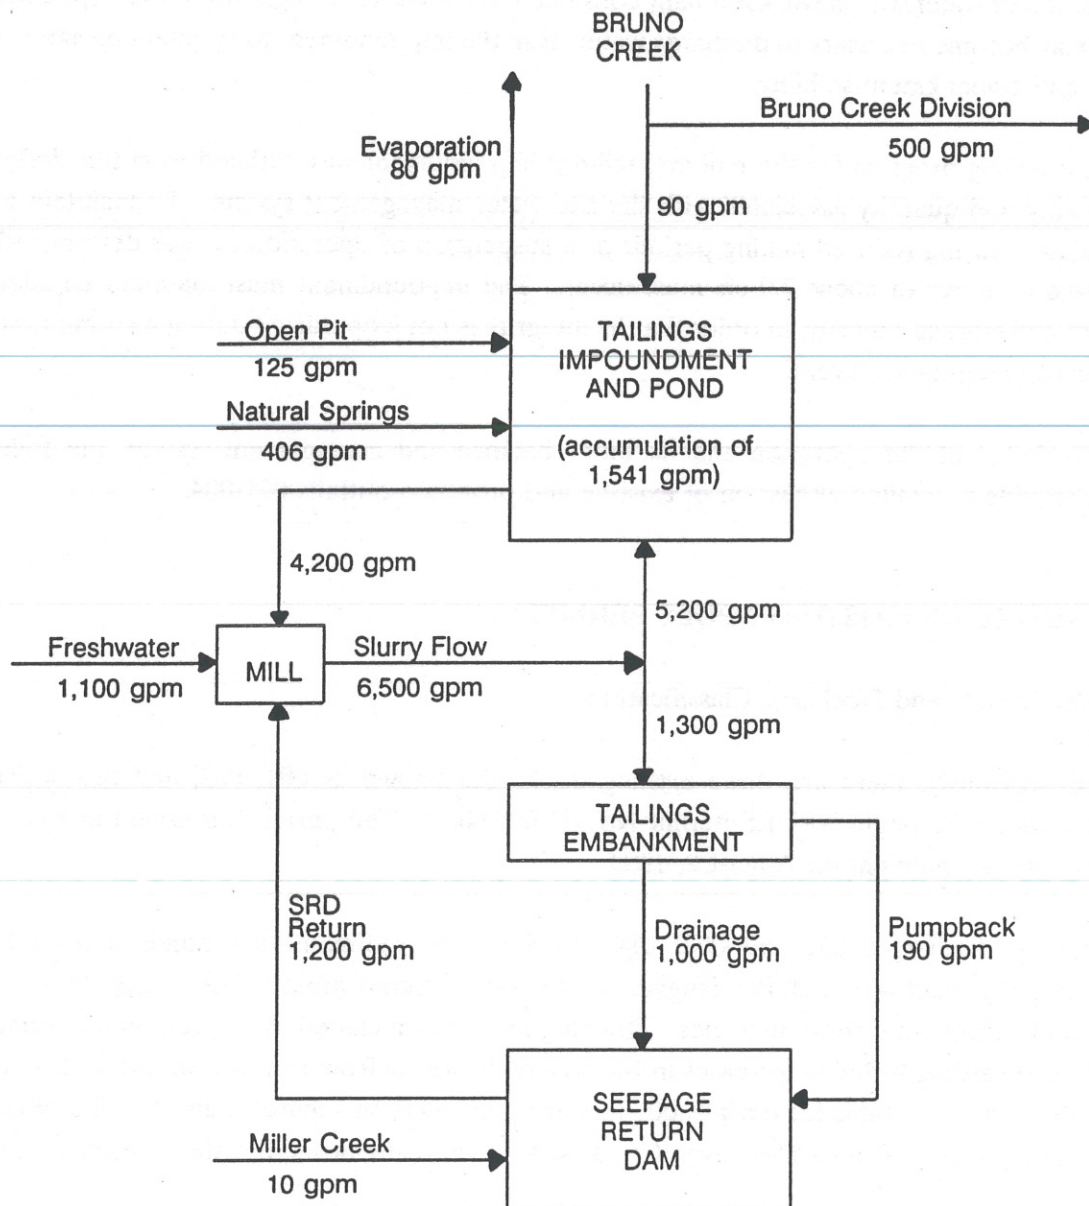 BRUNO
CREEK
Bruno Creek Division
500 gpm
Evaporation
80 gpm
90 gpm
Open Pit
125 gpm
TAILINGS
IMPOUNDMENT
AND POND
(accumulation of
1,541 gpm)
Natural Springs
406 gpm
4,200 gpm
5,200 gpm
Freshwater
1,100 gpm
MILL
Slurry Flow
6,500 gpm
1,300 gpm
TAILINGS
EMBANKMENT
SRD
Return
1,200 gpm
Drainage
1,000 gpm
Pumpback
190 gpm
SEEPAGE
RETURN
DAM
Miller Creek
10 gpm